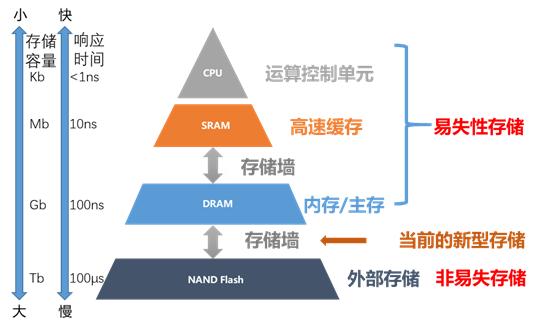 小 快
存储容量 响应时间
Kb <1ns CPU 运算控制单元
Mb 10ns SRAM 高速缓存 易失性存储
存储墙
Gb 100ns DRAM 内存/主存
存储墙 当前的新型存储
Tb 100μs NAND Flash 外部存储 非易失存储
大 慢